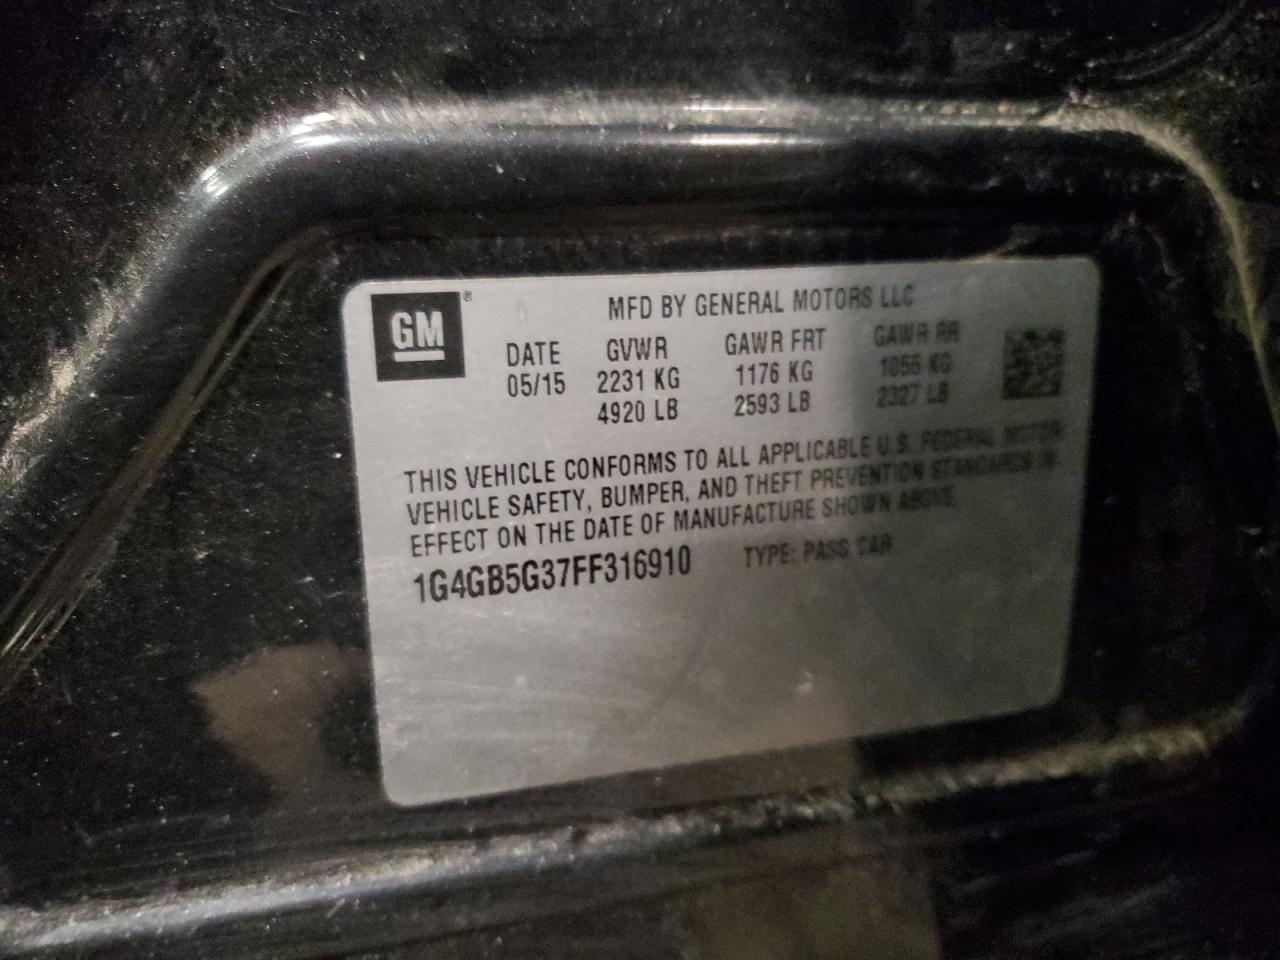 GM®
MFD BY GENERAL MOTORS LLC
DATE GVWR GAWR FRT GAWR RR
05/15 2231 KG 1176 KG 1055 KG
4920 LB 2593 LB 2327 LB
THIS VEHICLE CONFORMS TO ALL APPLICABLE U.S. FEDERAL MOTOR
VEHICLE SAFETY, BUMPER, AND THEFT PREVENTION STANDARDS IN
EFFECT ON THE DATE OF MANUFACTURE SHOWN ABOVE.
1G4GB5G37FF316910 TYPE: PASS CAR